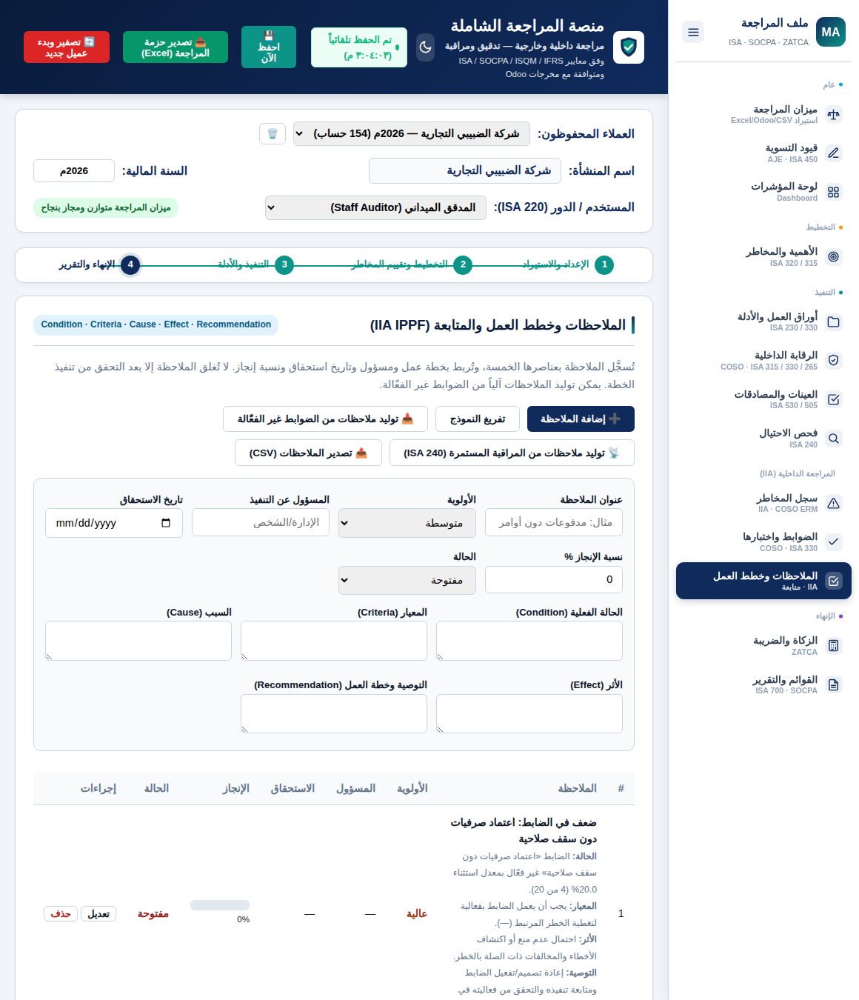 ملف المراجعة
MA
ISA · SOCPA · ZATCA
عام
ميزان المراجعة
استيراد Excel/Odoo/CSV
قيود التسوية
AJE · ISA 450
لوحة المؤشرات
Dashboard
التخطيط
الأهمية والمخاطر
ISA 320 / 315
التنفيذ
أوراق العمل والأدلة
ISA 230 / 330
الرقابة الداخلية
COSO · ISA 315 / 330 / 265
العينات والمصادقات
ISA 530 / 505
فحص الاحتيال
ISA 240
المراجعة الداخلية (IIA)
سجل المخاطر
IIA · COSO ERM
الضوابط واختبارها
COSO · ISA 330
الملاحظات وخطط العمل
IIA · متابعة
الإنهاء
الزكاة والضريبة
ZATCA
القوائم والتقرير
ISA 700 · SOCPA
منصة المراجعة الشاملة
مراجعة داخلية وخارجية — تدقيق ومراقبة
وفق معايير ISA / SOCPA / ISQM / IFRS
ومتوافقة مع مخرجات Odoo
تم الحفظ تلقائياً
(٣:٠٤:٠٣ م)
💾
احفظ
الآن
📥 تصدير حزمة
المراجعة (Excel)
🔄 تصفير وبدء
عميل جديد
العملاء المحفوظون:
شركة الضبيبي التجارية — 2026م (154 حساب)
اسم المنشأة:
شركة الضبيبي التجارية
السنة المالية:
2026م
المستخدم / الدور (ISA 220):
المدقق الميداني (Staff Auditor)
ميزان المراجعة متوازن ومجاز بنجاح
1 الإعداد والاستيراد
2 التخطيط وتقييم المخاطر
3 التنفيذ والأدلة
4 الإنهاء والتقرير
الملاحظات وخطط العمل والمتابعة (IIA IPPF)
Condition · Criteria · Cause · Effect · Recommendation
تُسجَّل الملاحظة بعناصرها الخمسة، وتُربط بخطة عمل ومسؤول وتاريخ استحقاق ونسبة إنجاز. لا تُغلق الملاحظة إلا بعد التحقق من تنفيذ
الخطة. يمكن توليد الملاحظات آلياً من الضوابط غير الفعّالة.
➕ إضافة الملاحظة
تفريغ النموذج
📥 توليد ملاحظات من الضوابط غير الفعّالة
📡 توليد ملاحظات من المراقبة المستمرة (ISA 240)
📤 تصدير الملاحظات (CSV)
عنوان الملاحظة
الأولوية
المسؤول عن التنفيذ
تاريخ الاستحقاق
مثال: مدفوعات دون أوامر
متوسطة
الإدارة/الشخص
mm/dd/yyyy
نسبة الإنجاز %
الحالة
0
مفتوحة
الحالة الفعلية (Condition)
المعيار (Criteria)
السبب (Cause)
الأثر (Effect)
التوصية وخطة العمل (Recommendation)
# الملاحظة الأولوية المسؤول الاستحقاق الإنجاز الحالة إجراءات
1
ضعف في الضابط: اعتماد صرفيات
دون سقف صلاحية
الحالة: الضابط «اعتماد صرفيات دون
سقف صلاحية» غير فعّال بمعدل استثناء
20.0% (4 من 20).
المعيار: يجب أن يعمل الضابط بفعالية
لتغطية الخطر المرتبط (—).
الأثر: احتمال عدم منع أو اكتشاف
الأخطاء والمخالفات ذات الصلة بالخطر.
التوصية: إعادة تصميم/تفعيل الضابط
ومتابعة تنفيذه والتحقق من فعاليته في
عالية
—
—
0%
مفتوحة
تعديل
حذف